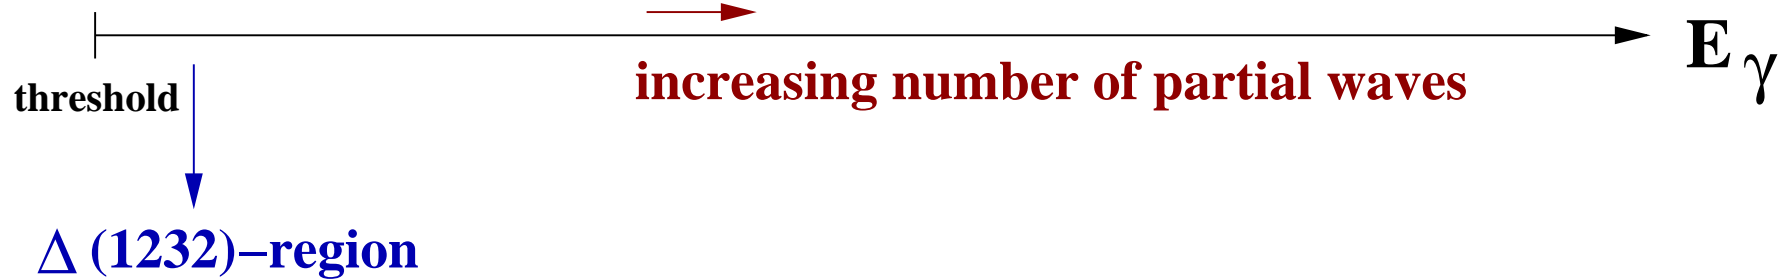 E γ
increasing number of partial waves
threshold
Δ (1232)−region